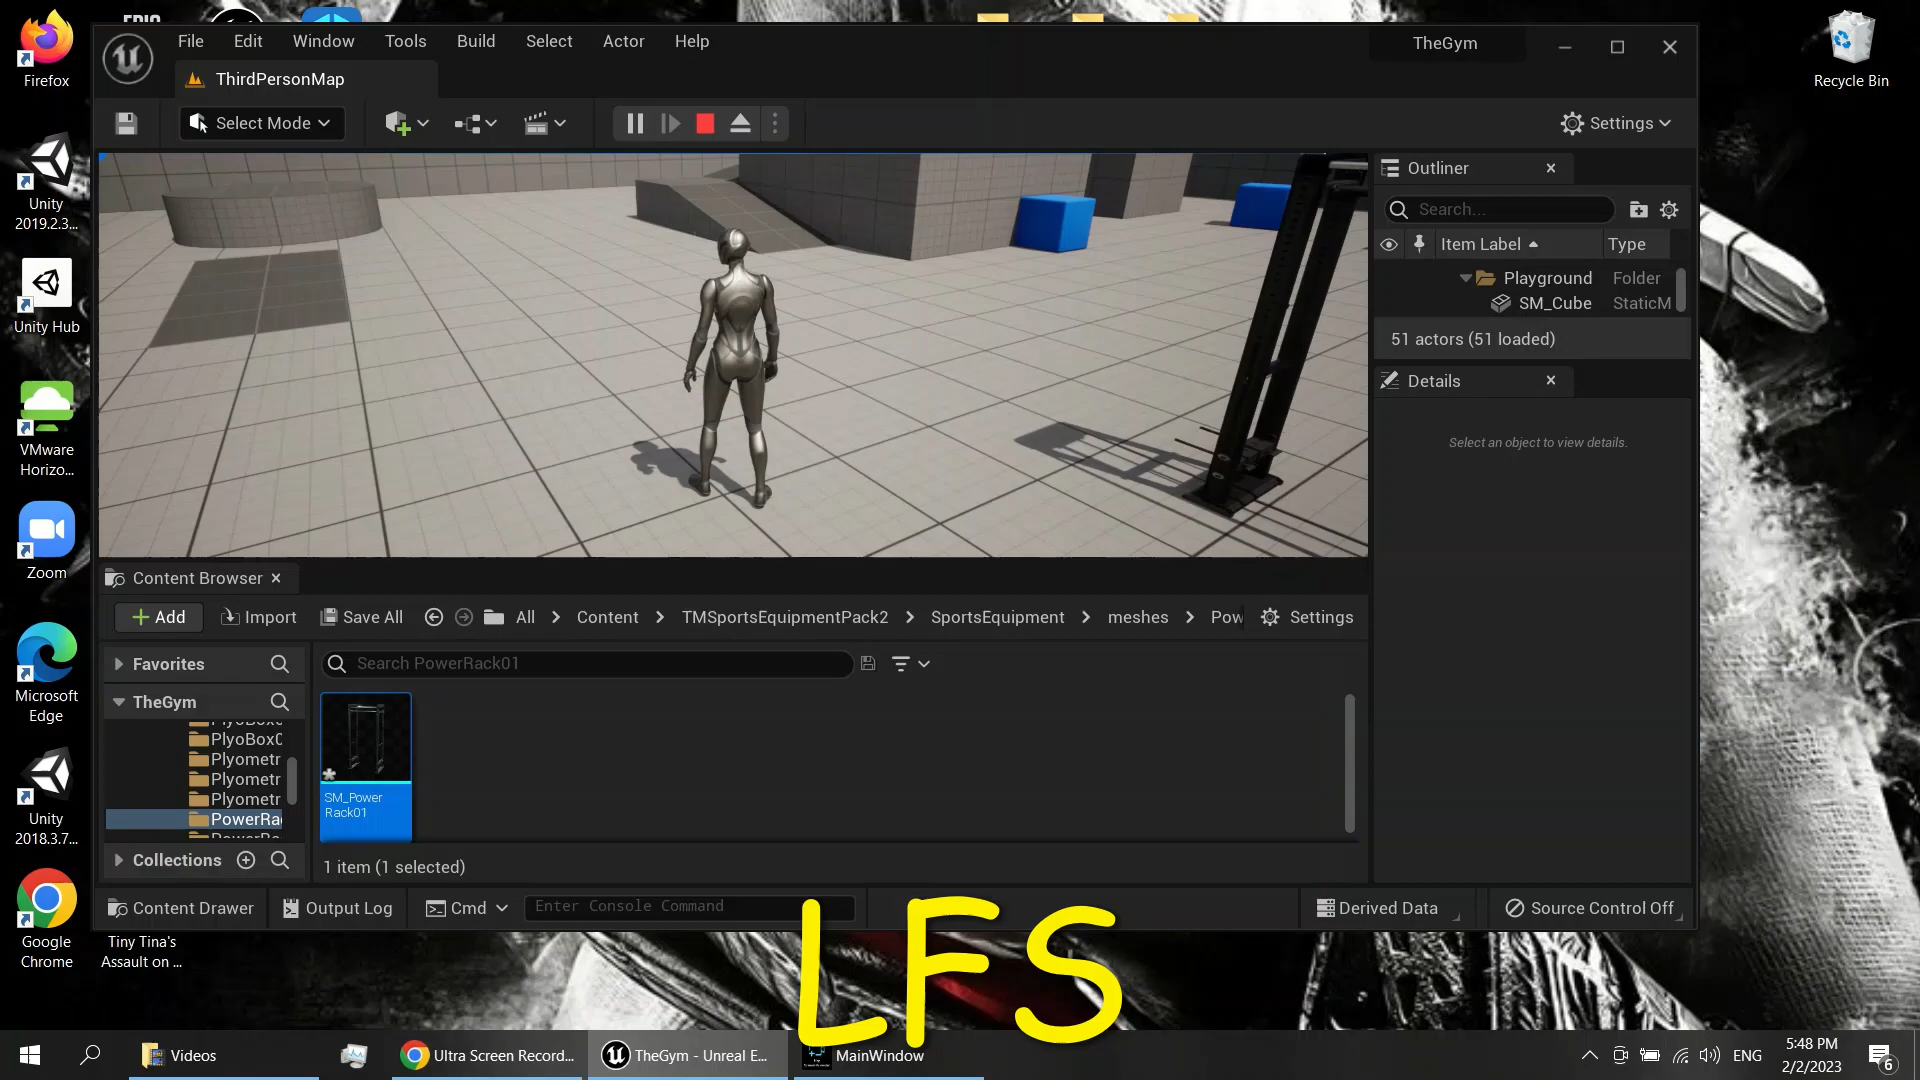 EPIC
Firefox
Unity
2019.2.3...
Unity Hub
VMware
Horizo...
Zoom
Microsoft
Edge
Unity
2018.3.7...
Google
Chrome
Tiny Tina's
Assault on ...
Recycle Bin
File Edit Window Tools Build Select Actor Help
TheGym
ThirdPersonMap
Select Mode
Settings
Outliner
Search...
Item Label Type
Playground Folder
SM_Cube StaticM
51 actors (51 loaded)
Details
Select an object to view details.
Content Browser
Add Import Save All All Content TMSportsEquipmentPack2 SportsEquipment meshes Pow Settings
Favorites
Search PowerRack01
TheGym
PlyoBox0
Plyometr
Plyometr
Plyometr
PowerRa
Collections
SM_Power
Rack01
1 item (1 selected)
Content Drawer Output Log Cmd Enter Console Command Derived Data Source Control Off
LFS
Videos Ultra Screen Record... TheGym - Unreal E... MainWindow
ENG
5:48 PM
2/2/2023
6